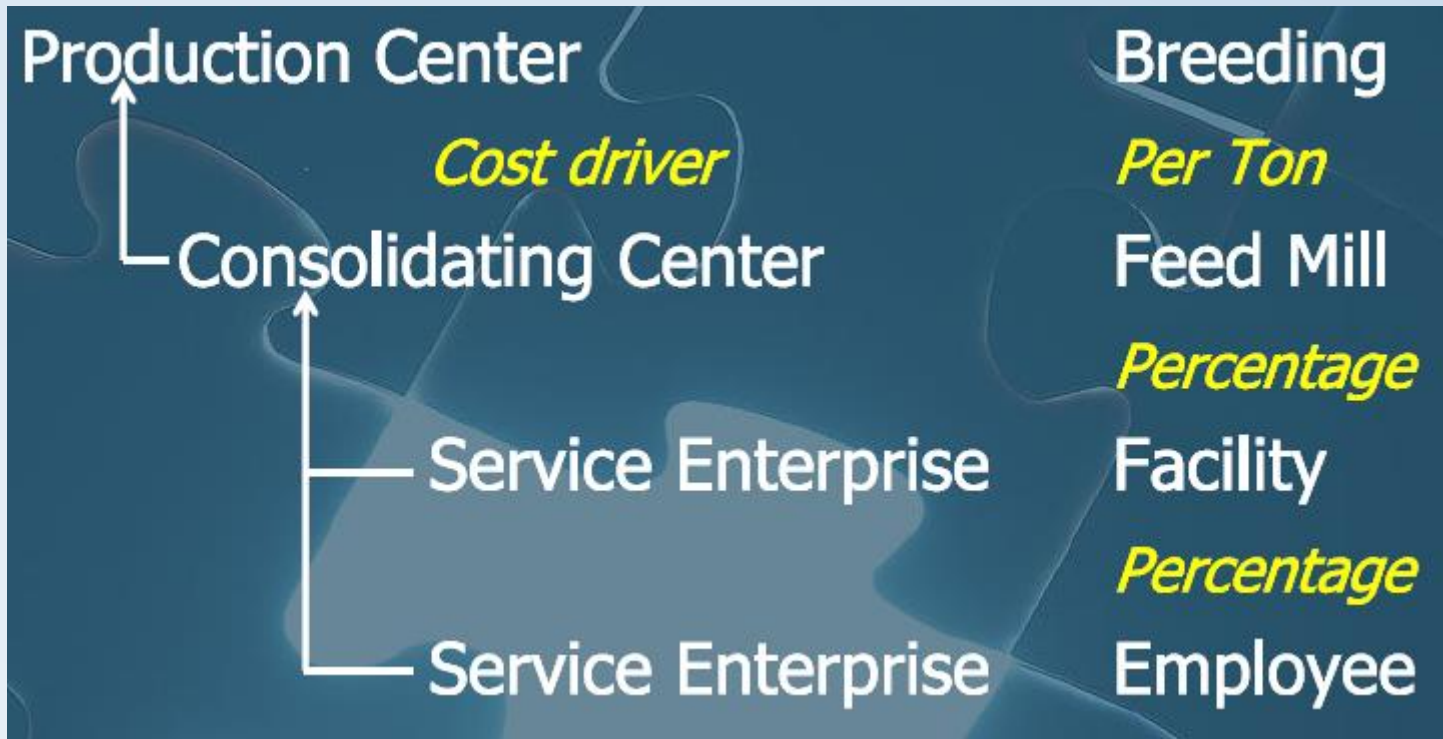 Production Center Breeding
Cost driver Per Ton
Consolidating Center Feed Mill
Percentage
Service Enterprise Facility
Percentage
Service Enterprise Employee